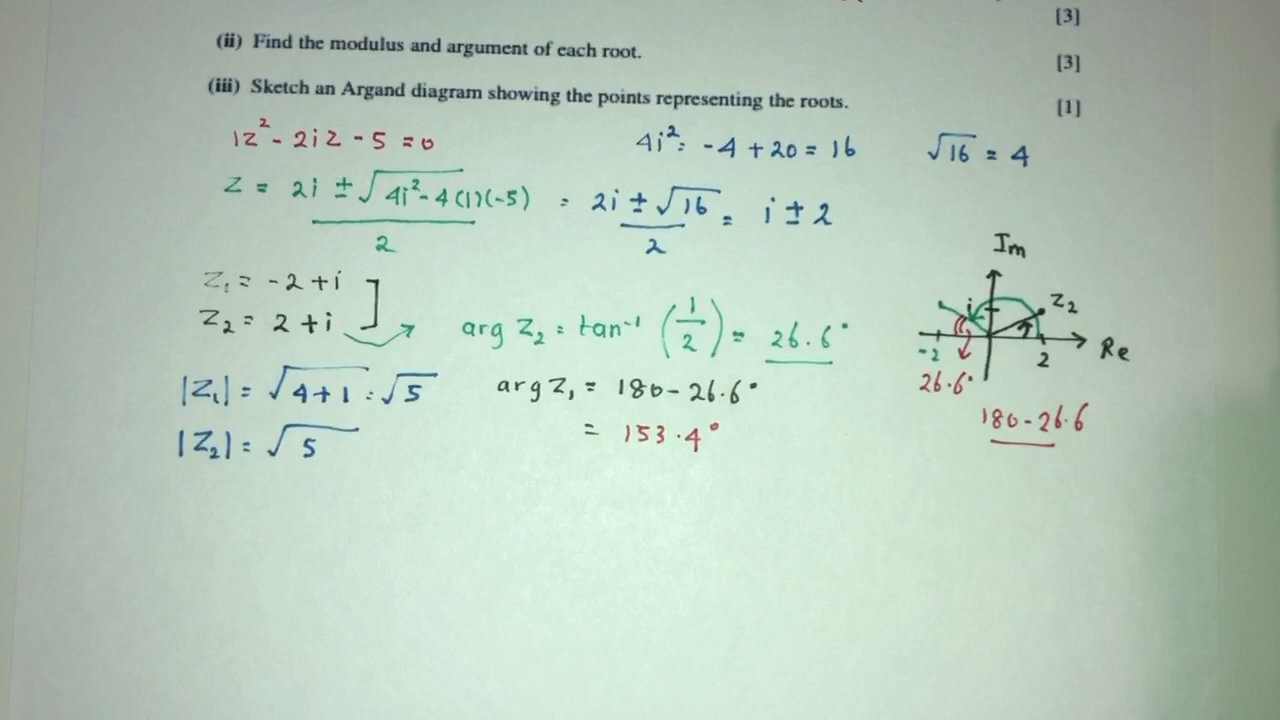 [3]
(ii) Find the modulus and argument of each root.
[3]
(iii) Sketch an Argand diagram showing the points representing the roots.
[1]
1z² - 2iz - 5 = 0
4i² = -4 + 20 = 16
√16 = 4
z = 2i ± √4i² - 4(1)(-5) / 2 = 2i ± √16 / 2 = i ± 2
z₁ = -2 + i
z₂ = 2 + i
arg z₂ = tan⁻¹ (1/2) = 26.6°
|z₁| = √4+1 = √5
|z₂| = √5
arg z₁ = 180 - 26.6°
= 153.4°
Im
i
z₂
Re
-2
2
26.6°
180 - 26.6